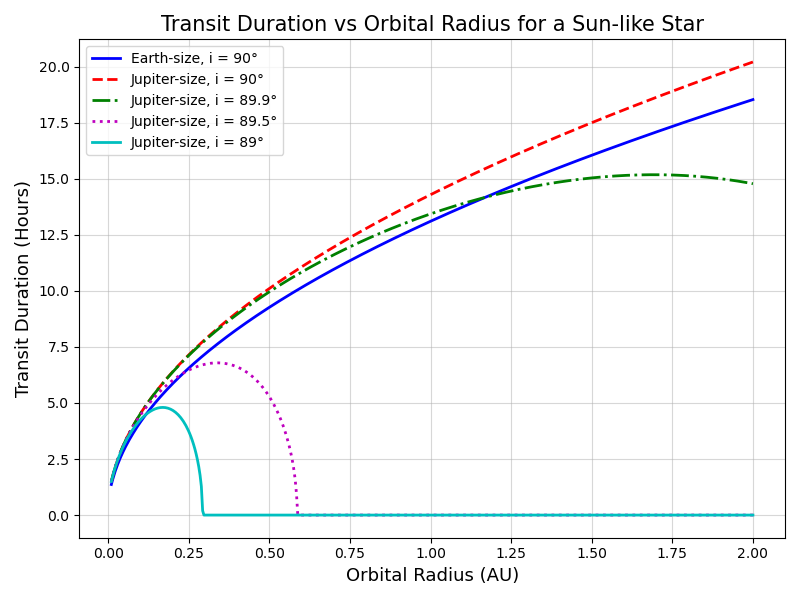 Transit Duration vs Orbital Radius for a Sun-like Star
Earth-size, i = 90°
Jupiter-size, i = 90°
Jupiter-size, i = 89.9°
Jupiter-size, i = 89.5°
Jupiter-size, i = 89°
Transit Duration (Hours)
20.0
17.5
15.0
12.5
10.0
7.5
5.0
2.5
0.0
0.00 0.25 0.50 0.75 1.00 1.25 1.50 1.75 2.00
Orbital Radius (AU)